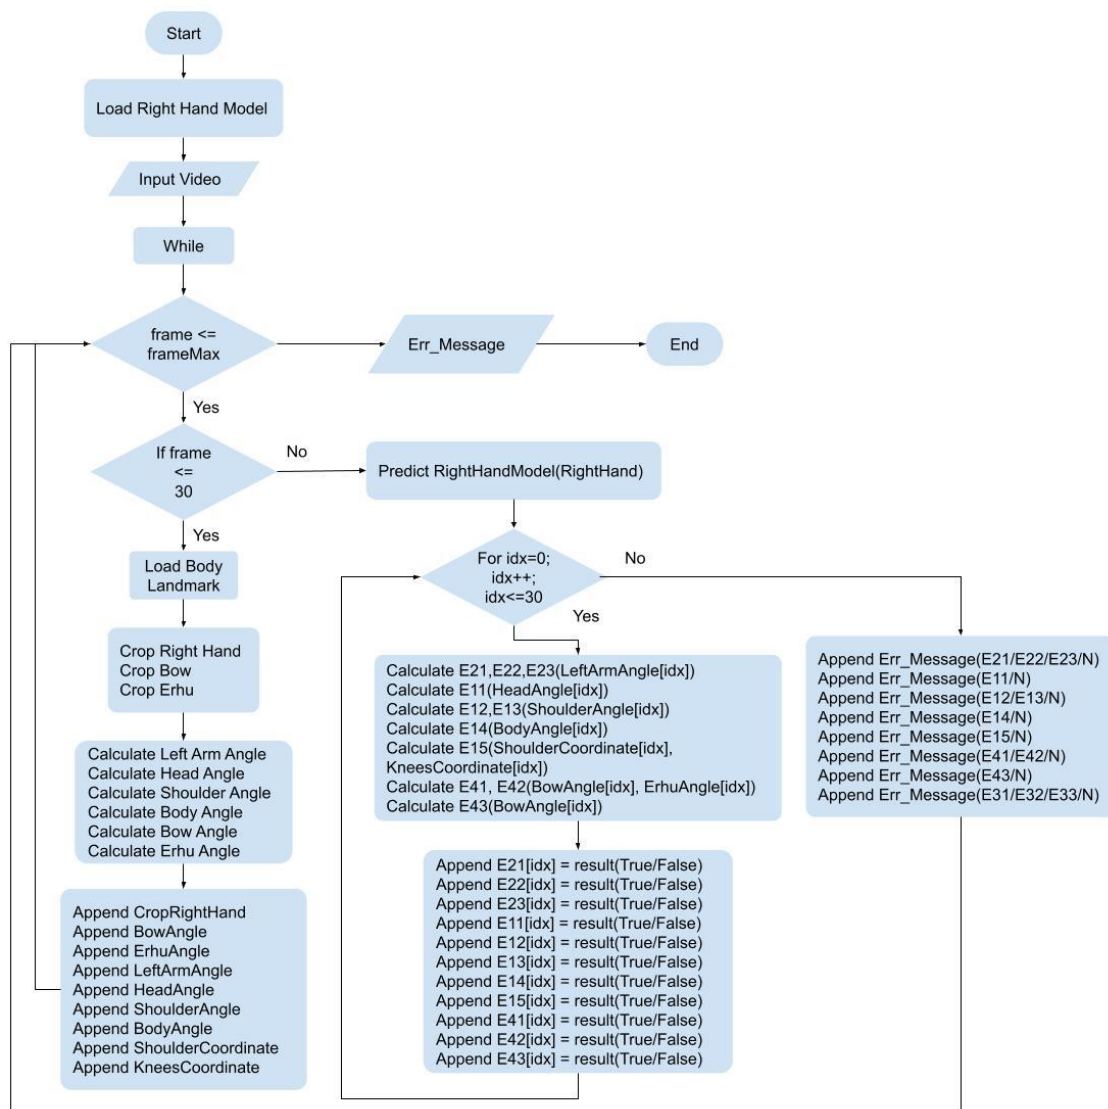 Start
Load Right Hand Model
Input Video
While
frame <=
frameMax
Err_Message
End
Yes
If frame
<=
30
No
Predict RightHandModel(RightHand)
Yes
Load Body
Landmark
For idx=0;
idx++;
idx<=30
No
Yes
Crop Right Hand
Crop Bow
Crop Erhu
Calculate Left Arm Angle
Calculate Head Angle
Calculate Shoulder Angle
Calculate Body Angle
Calculate Bow Angle
Calculate Erhu Angle
Append CropRightHand
Append BowAngle
Append ErhuAngle
Append LeftArmAngle
Append HeadAngle
Append ShoulderAngle
Append BodyAngle
Append ShoulderCoordinate
Append KneesCoordinate
Calculate E21,E22,E23(LeftArmAngle[idx])
Calculate E11(HeadAngle[idx])
Calculate E12,E13(ShoulderAngle[idx])
Calculate E14(BodyAngle[idx])
Calculate E15(ShoulderCoordinate[idx],
KneesCoordinate[idx])
Calculate E41, E42(BowAngle[idx], ErhuAngle[idx])
Calculate E43(BowAngle[idx])
Append E21[idx] = result(True/False)
Append E22[idx] = result(True/False)
Append E23[idx] = result(True/False)
Append E11[idx] = result(True/False)
Append E12[idx] = result(True/False)
Append E13[idx] = result(True/False)
Append E14[idx] = result(True/False)
Append E15[idx] = result(True/False)
Append E41[idx] = result(True/False)
Append E42[idx] = result(True/False)
Append E43[idx] = result(True/False)
Append Err_Message(E21/E22/E23/N)
Append Err_Message(E11/N)
Append Err_Message(E12/E13/N)
Append Err_Message(E14/N)
Append Err_Message(E15/N)
Append Err_Message(E41/E42/N)
Append Err_Message(E43/N)
Append Err_Message(E31/E32/E33/N)